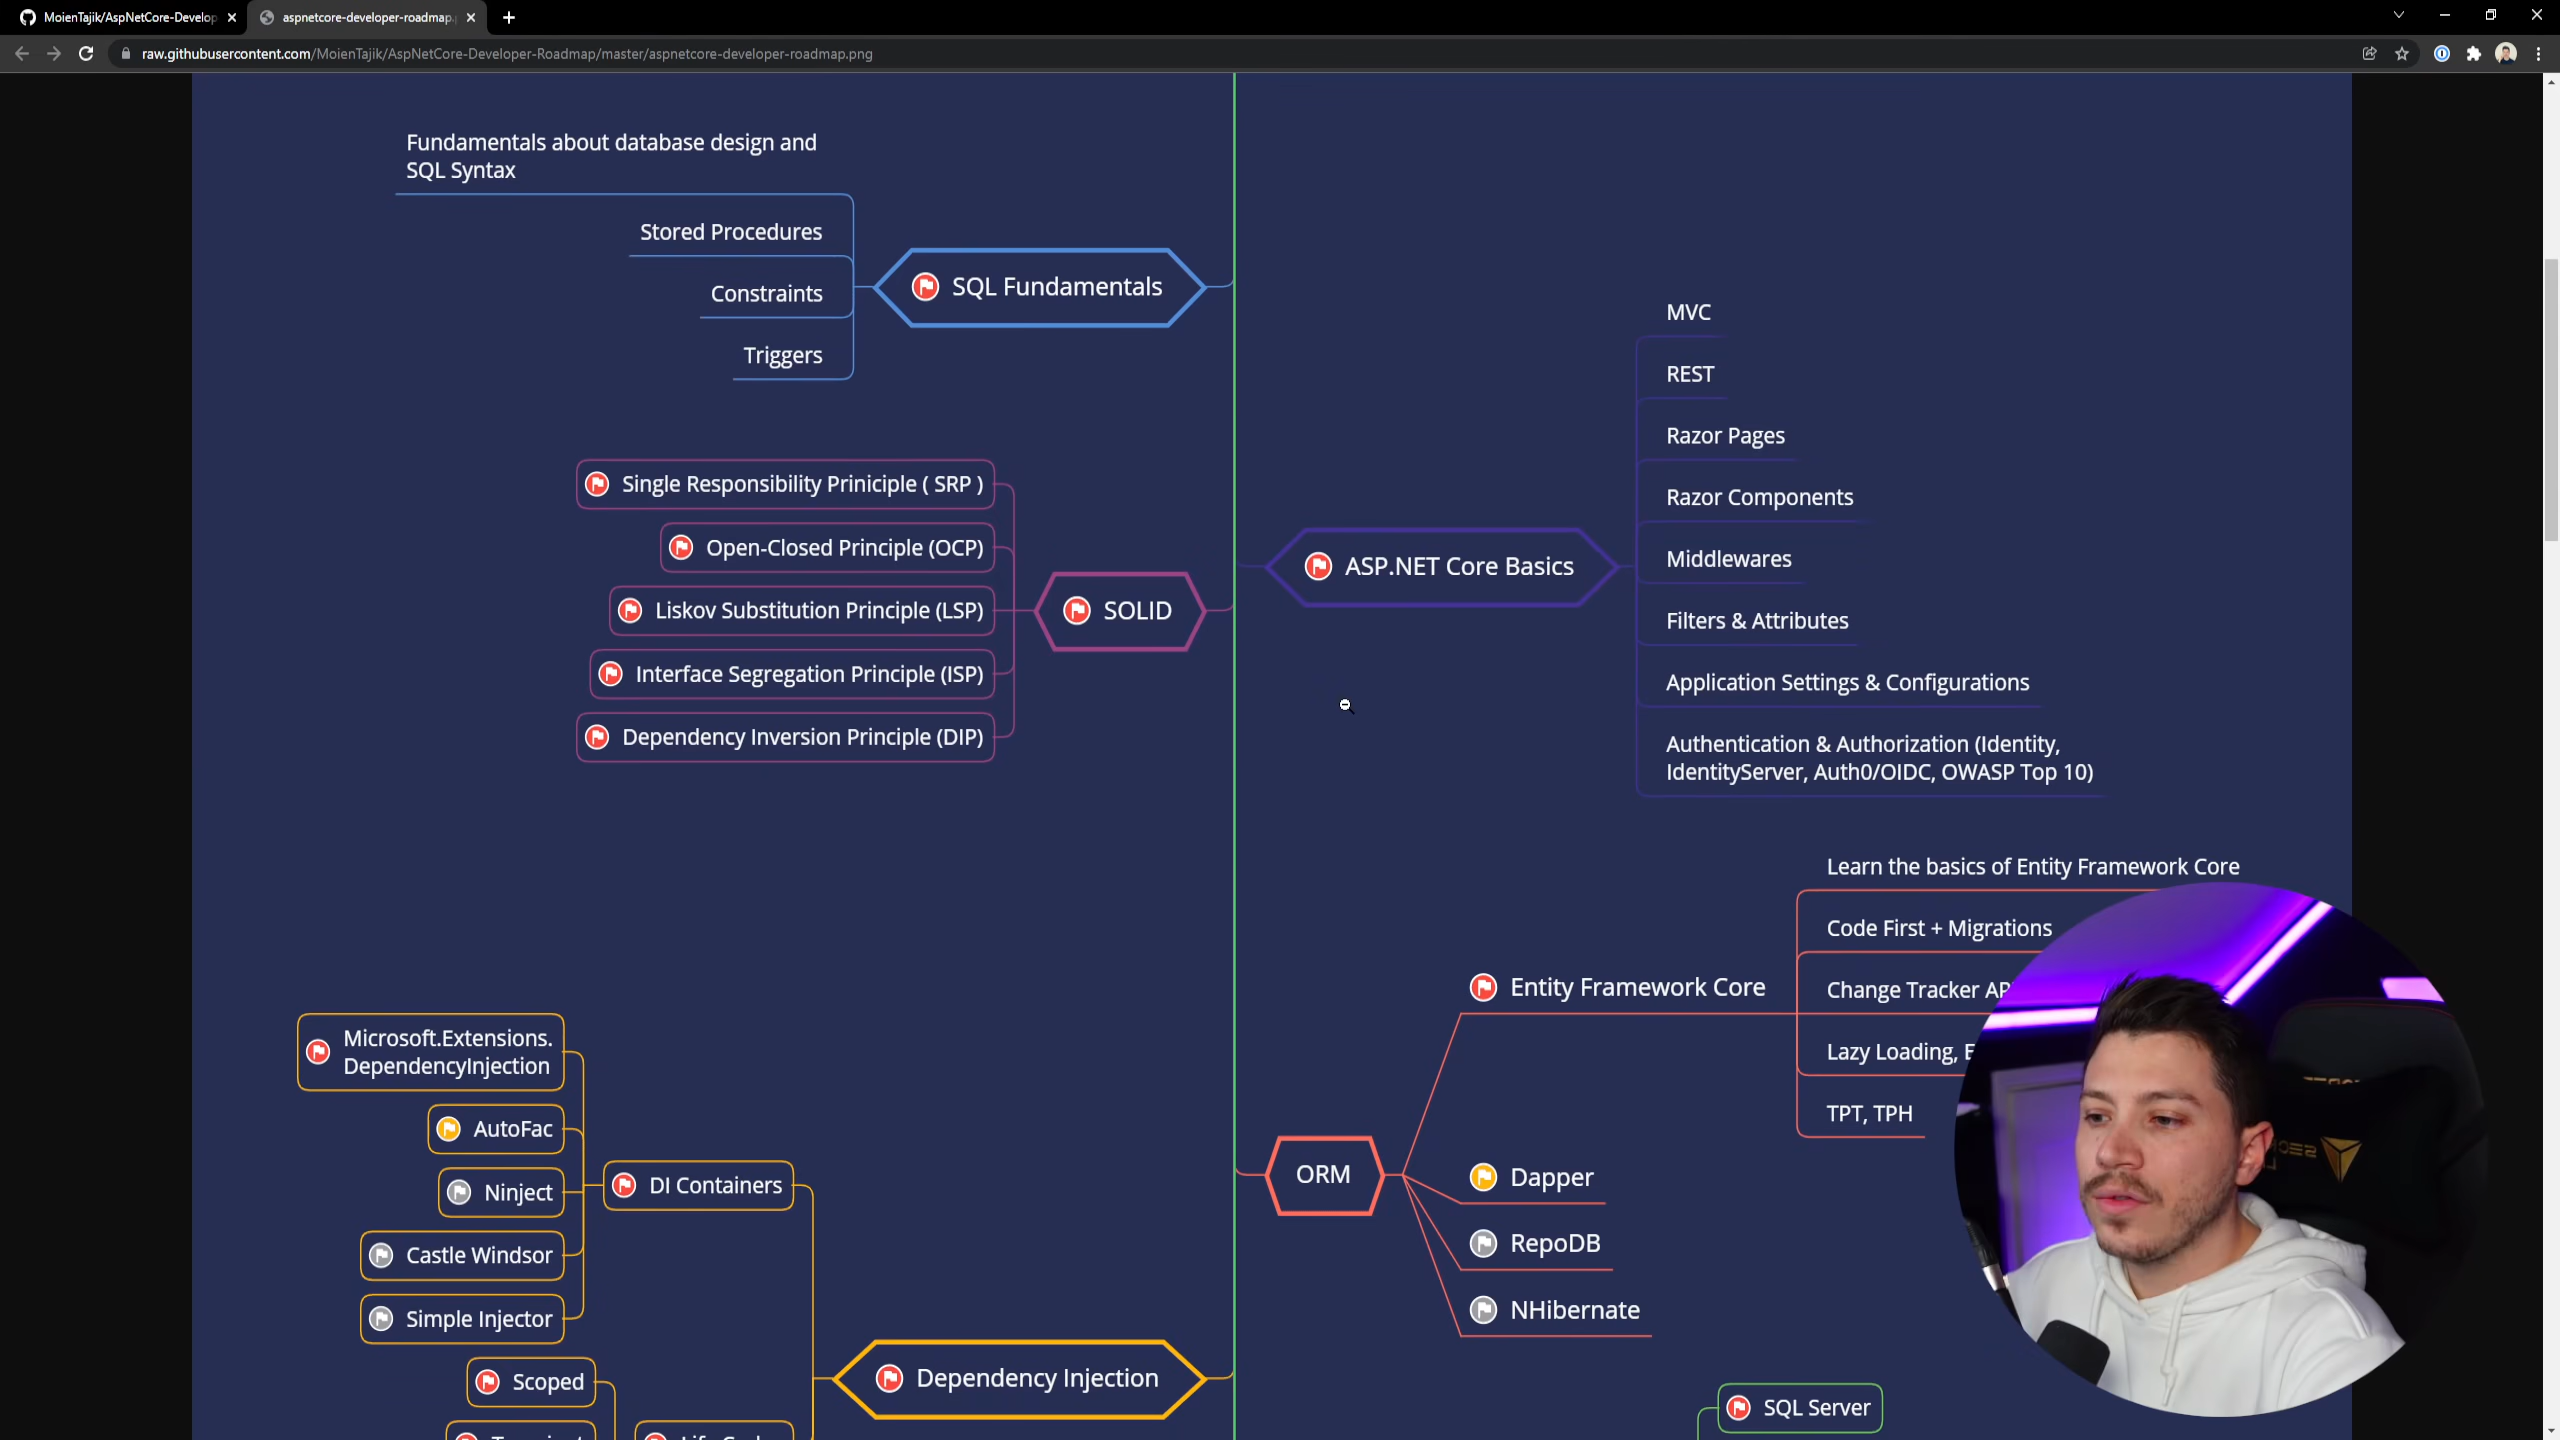 MoienTajik/AspNetCore-Develop
aspnetcore-developer-roadmap.
raw.githubusercontent.com/MoienTajik/AspNetCore-Developer-Roadmap/master/aspnetcore-developer-roadmap.png
Fundamentals about database design and
SQL Syntax
Stored Procedures
Constraints
Triggers
SQL Fundamentals
Single Responsibility Priniciple ( SRP )
Open-Closed Principle (OCP)
Liskov Substitution Principle (LSP)
Interface Segregation Principle (ISP)
Dependency Inversion Principle (DIP)
SOLID
MVC
REST
Razor Pages
Razor Components
Middlewares
Filters & Attributes
Application Settings & Configurations
Authentication & Authorization (Identity,
IdentityServer, Auth0/OIDC, OWASP Top 10)
ASP.NET Core Basics
Learn the basics of Entity Framework Core
Code First + Migrations
Change Tracker AP
Lazy Loading, E
TPT, TPH
Entity Framework Core
ORM
Dapper
RepoDB
NHibernate
Microsoft.Extensions.
DependencyInjection
AutoFac
Ninject
Castle Windsor
Simple Injector
DI Containers
Scoped
Dependency Injection
SQL Server